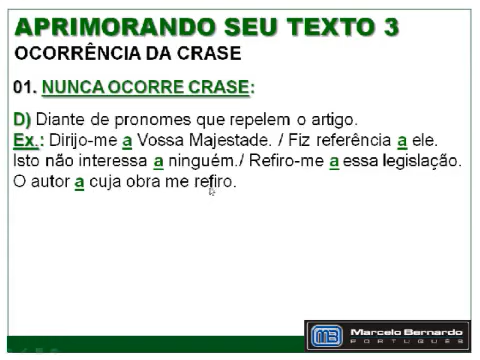 APRIMORANDO SEU TEXTO 3
OCORRÊNCIA DA CRASE
01. NUNCA OCORRE CRASE:
D) Diante de pronomes que repelem o artigo.
Ex.: Dirijo-me a Vossa Majestade. / Fiz referência a ele.
Isto não interessa a ninguém./ Refiro-me a essa legislação.
O autor a cuja obra me refiro.
MB Marcelo Bernardo
PORTUGUÊS